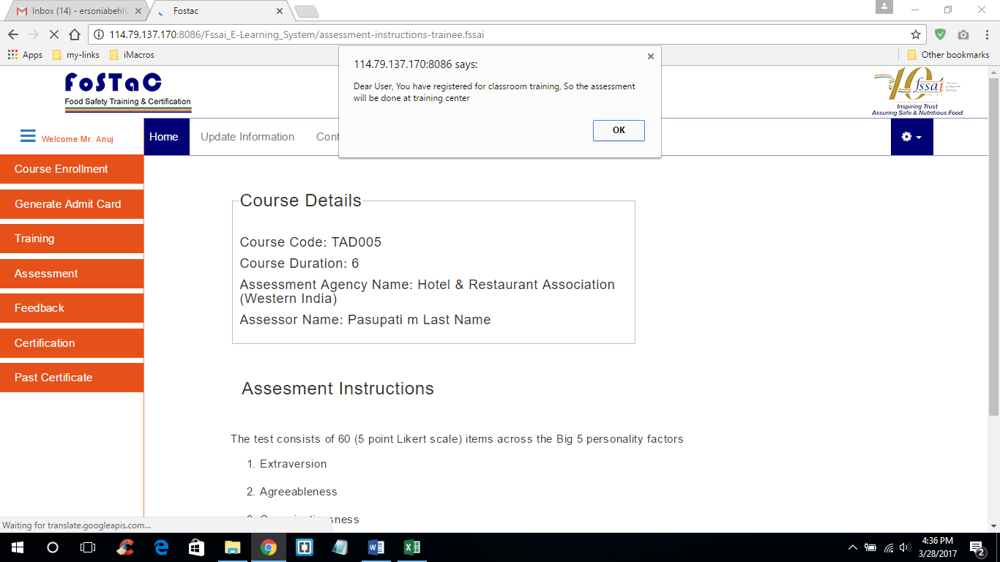 Inbox (14) - ersoniabehl
Fostac
114.79.137.170:8086/Fssai_E-Learning_System/assessment-instructions-trainee.fssai
Apps
my-links
iMacros
Other bookmarks
114.79.137.170:8086 says:
Dear User, You have registered for classroom training, So the assessment
will be done at training center
OK
FoSTaC
Food Safety Training & Certification
10 fssai
Inspiring Trust
Assuring Safe & Nutritious Food
Welcome Mr. Anuj
Home
Update Information
Cont
Course Enrollment
Generate Admit Card
Training
Assessment
Feedback
Certification
Past Certificate
Course Details
Course Code: TAD005
Course Duration: 6
Assessment Agency Name: Hotel & Restaurant Association
(Western India)
Assessor Name: Pasupati m Last Name
Assesment Instructions
The test consists of 60 (5 point Likert scale) items across the Big 5 personality factors
1. Extraversion
2. Agreeableness
Waiting for translate.googleapis.com...
4:36 PM
3/28/2017
2